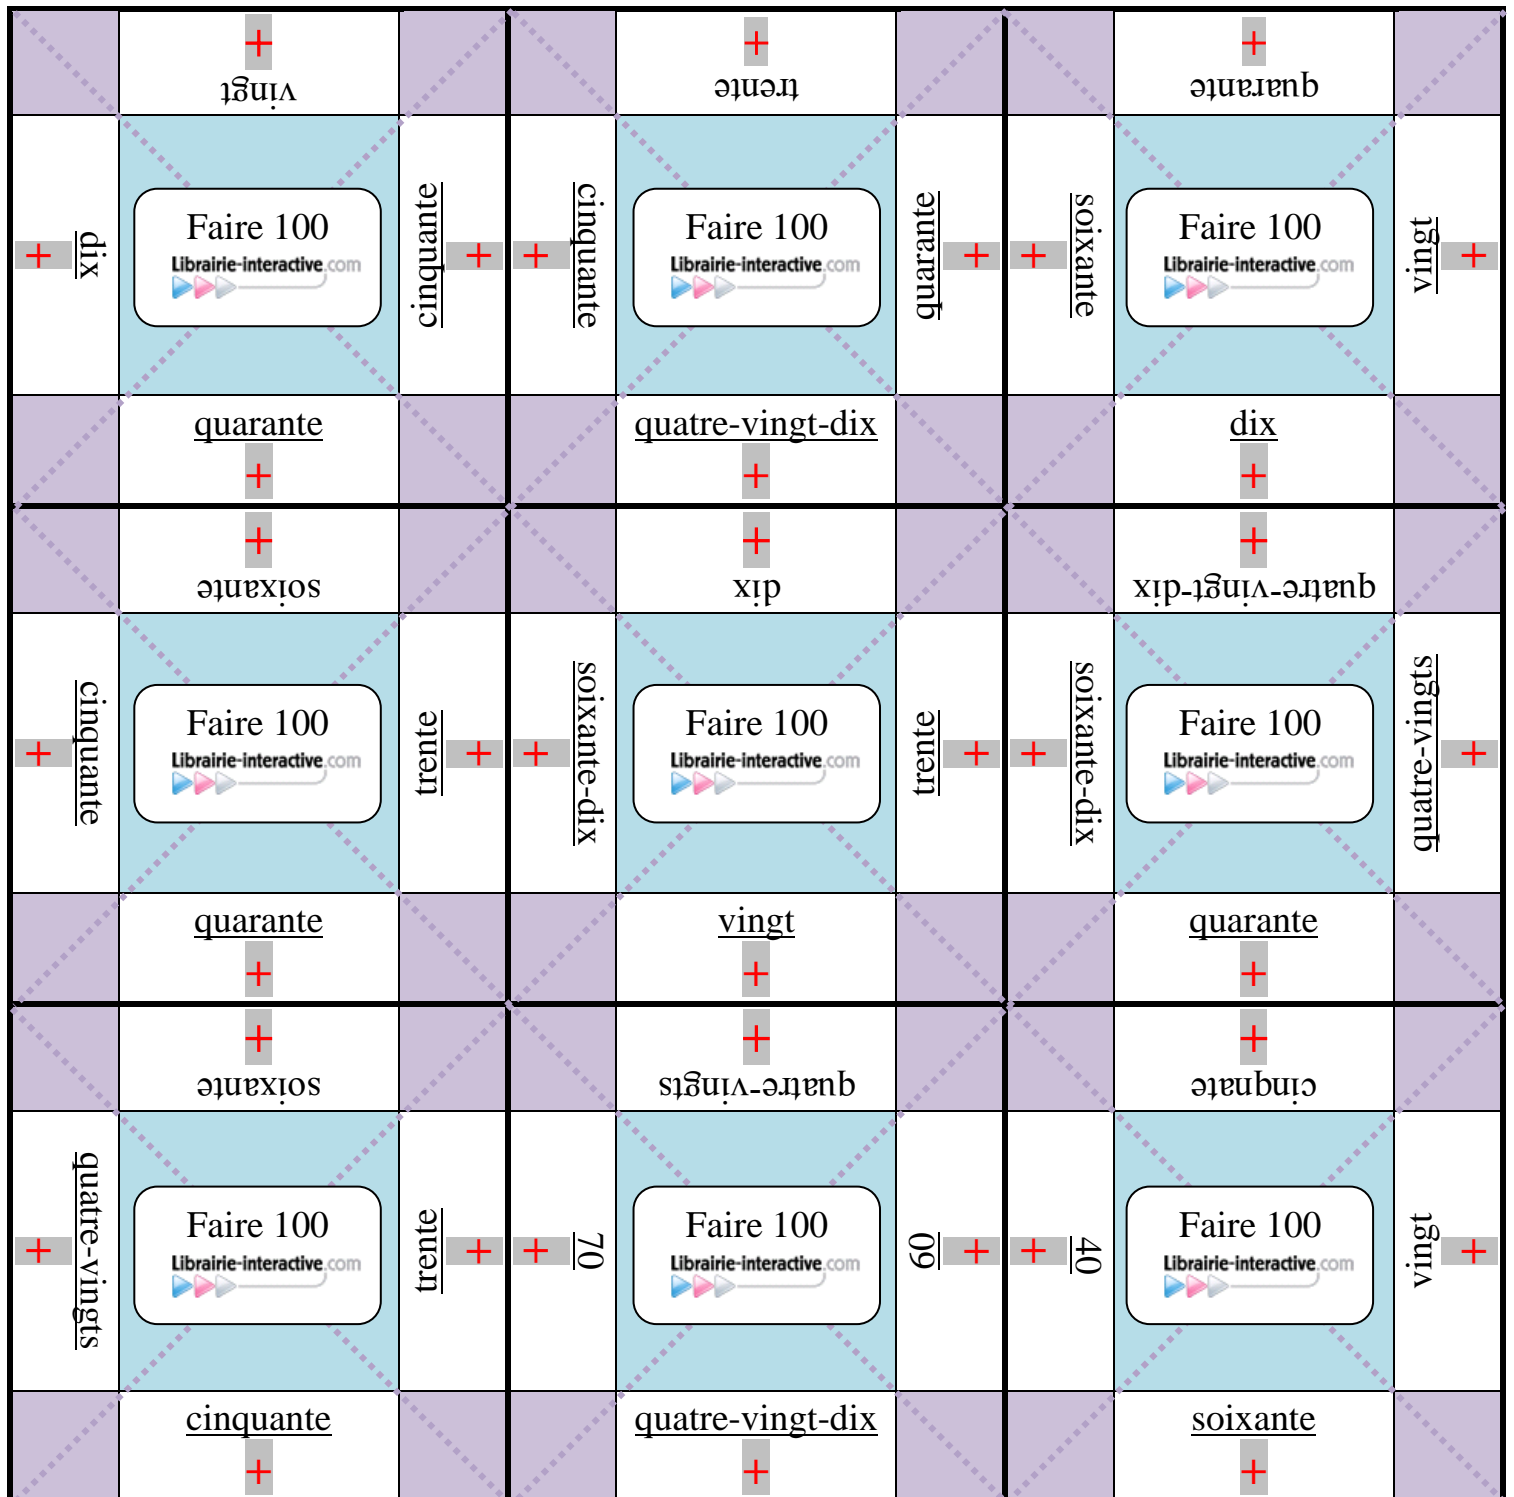 + + +
vingt trente quarante
+ dix Faire 100 cinquante + + cinquante Faire 100 quarante + + soixante Faire 100 vingt +
Librairie-interactive.com Librairie-interactive.com Librairie-interactive.com
quarante quatre-vingt-dix dix
+ + +
+ + +
soixante dix quatre-vingt-dix
+ cinquante Faire 100 trente + + soixante-dix Faire 100 trente + + soixante-dix Faire 100 quatre-vingts +
Librairie-interactive.com Librairie-interactive.com Librairie-interactive.com
quarante vingt quarante
+ + +
+ + +
soixante quatre-vingts cinqnate
+ quatre-vingts Faire 100 trente + + 70 Faire 100 60 + + 40 Faire 100 vingt +
Librairie-interactive.com Librairie-interactive.com Librairie-interactive.com
cinquante quatre-vingt-dix soixante
+ + +